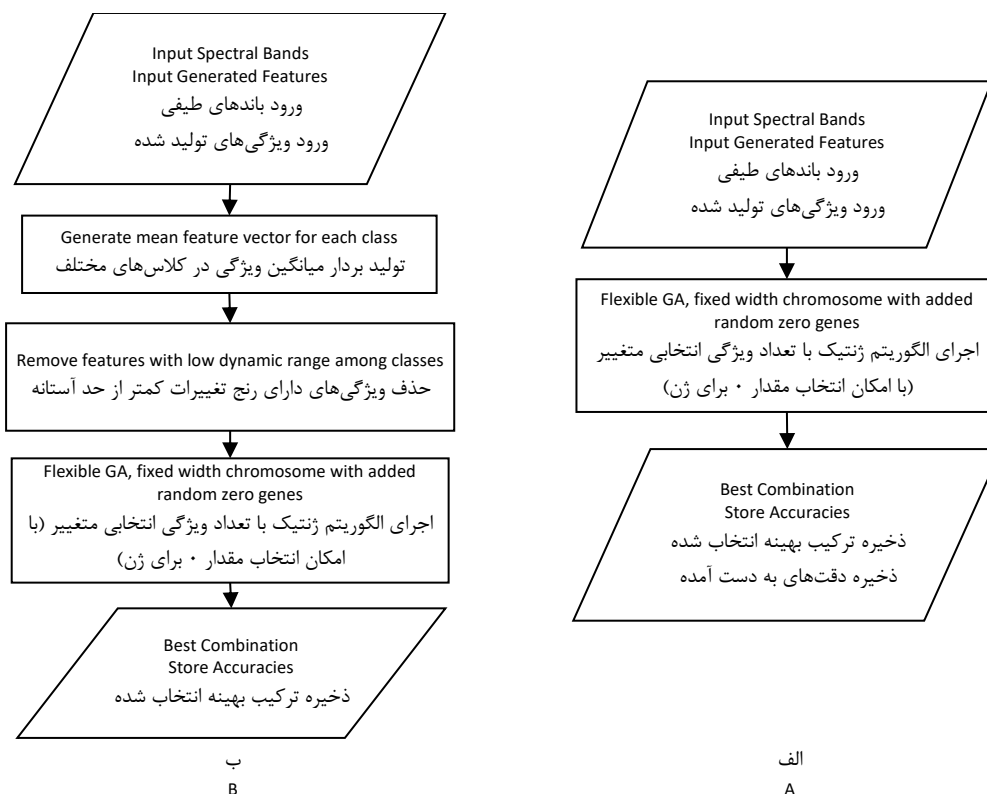 Input Spectral Bands
Input Generated Features
ورود باندهای طیفی
ورود ویژگی‌های تولید شده
Generate mean feature vector for each class
تولید بردار میانگین ویژگی در کلاس‌های مختلف
Remove features with low dynamic range among classes
حذف ویژگی‌های دارای رنج تغییرات کمتر از حد آستانه
Flexible GA, fixed width chromosome with added
random zero genes
اجرای الگوریتم ژنتیک با تعداد ویژگی انتخابی متغییر (با
امکان انتخاب مقدار ۰ برای ژن)
Best Combination
Store Accuracies
ذخیره ترکیب بهینه انتخاب شده
ب
B
Input Spectral Bands
Input Generated Features
ورود باندهای طیفی
ورود ویژگی‌های تولید شده
Flexible GA, fixed width chromosome with added
random zero genes
اجرای الگوریتم ژنتیک با تعداد ویژگی انتخابی متغییر
(با امکان انتخاب مقدار ۰ برای ژن)
Best Combination
Store Accuracies
ذخیره ترکیب بهینه انتخاب شده
ذخیره دقت‌های به دست آمده
الف
A